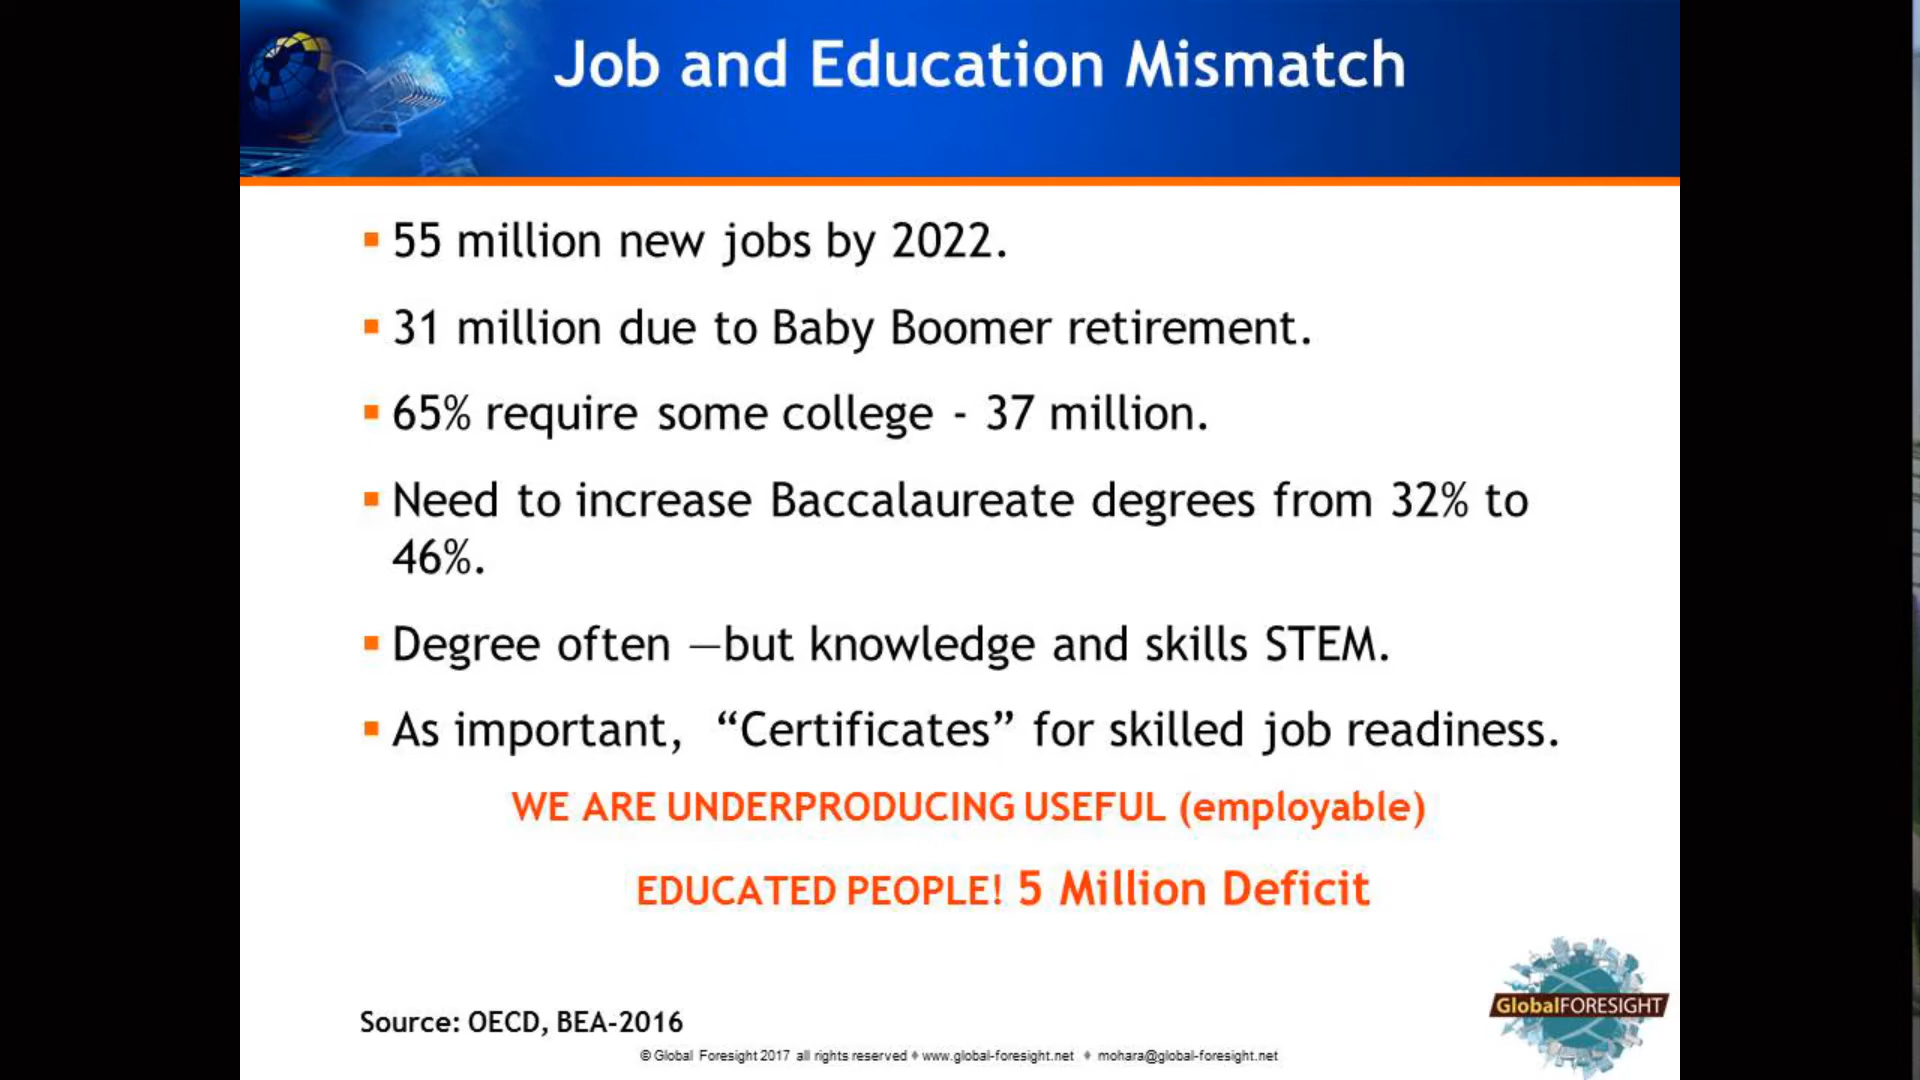 Job and Education Mismatch
55 million new jobs by 2022.
31 million due to Baby Boomer retirement.
65% require some college - 37 million.
Need to increase Baccalaureate degrees from 32% to
46%.
Degree often —but knowledge and skills STEM.
As important, “Certificates” for skilled job readiness.
WE ARE UNDERPRODUCING USEFUL (employable)
EDUCATED PEOPLE! 5 Million Deficit
GlobalFORESIGHT
Source: OECD, BEA-2016
© Global Foresight 2017 all rights reserved ♦ www.global-foresight.net ♦ mohara@global-foresight.net